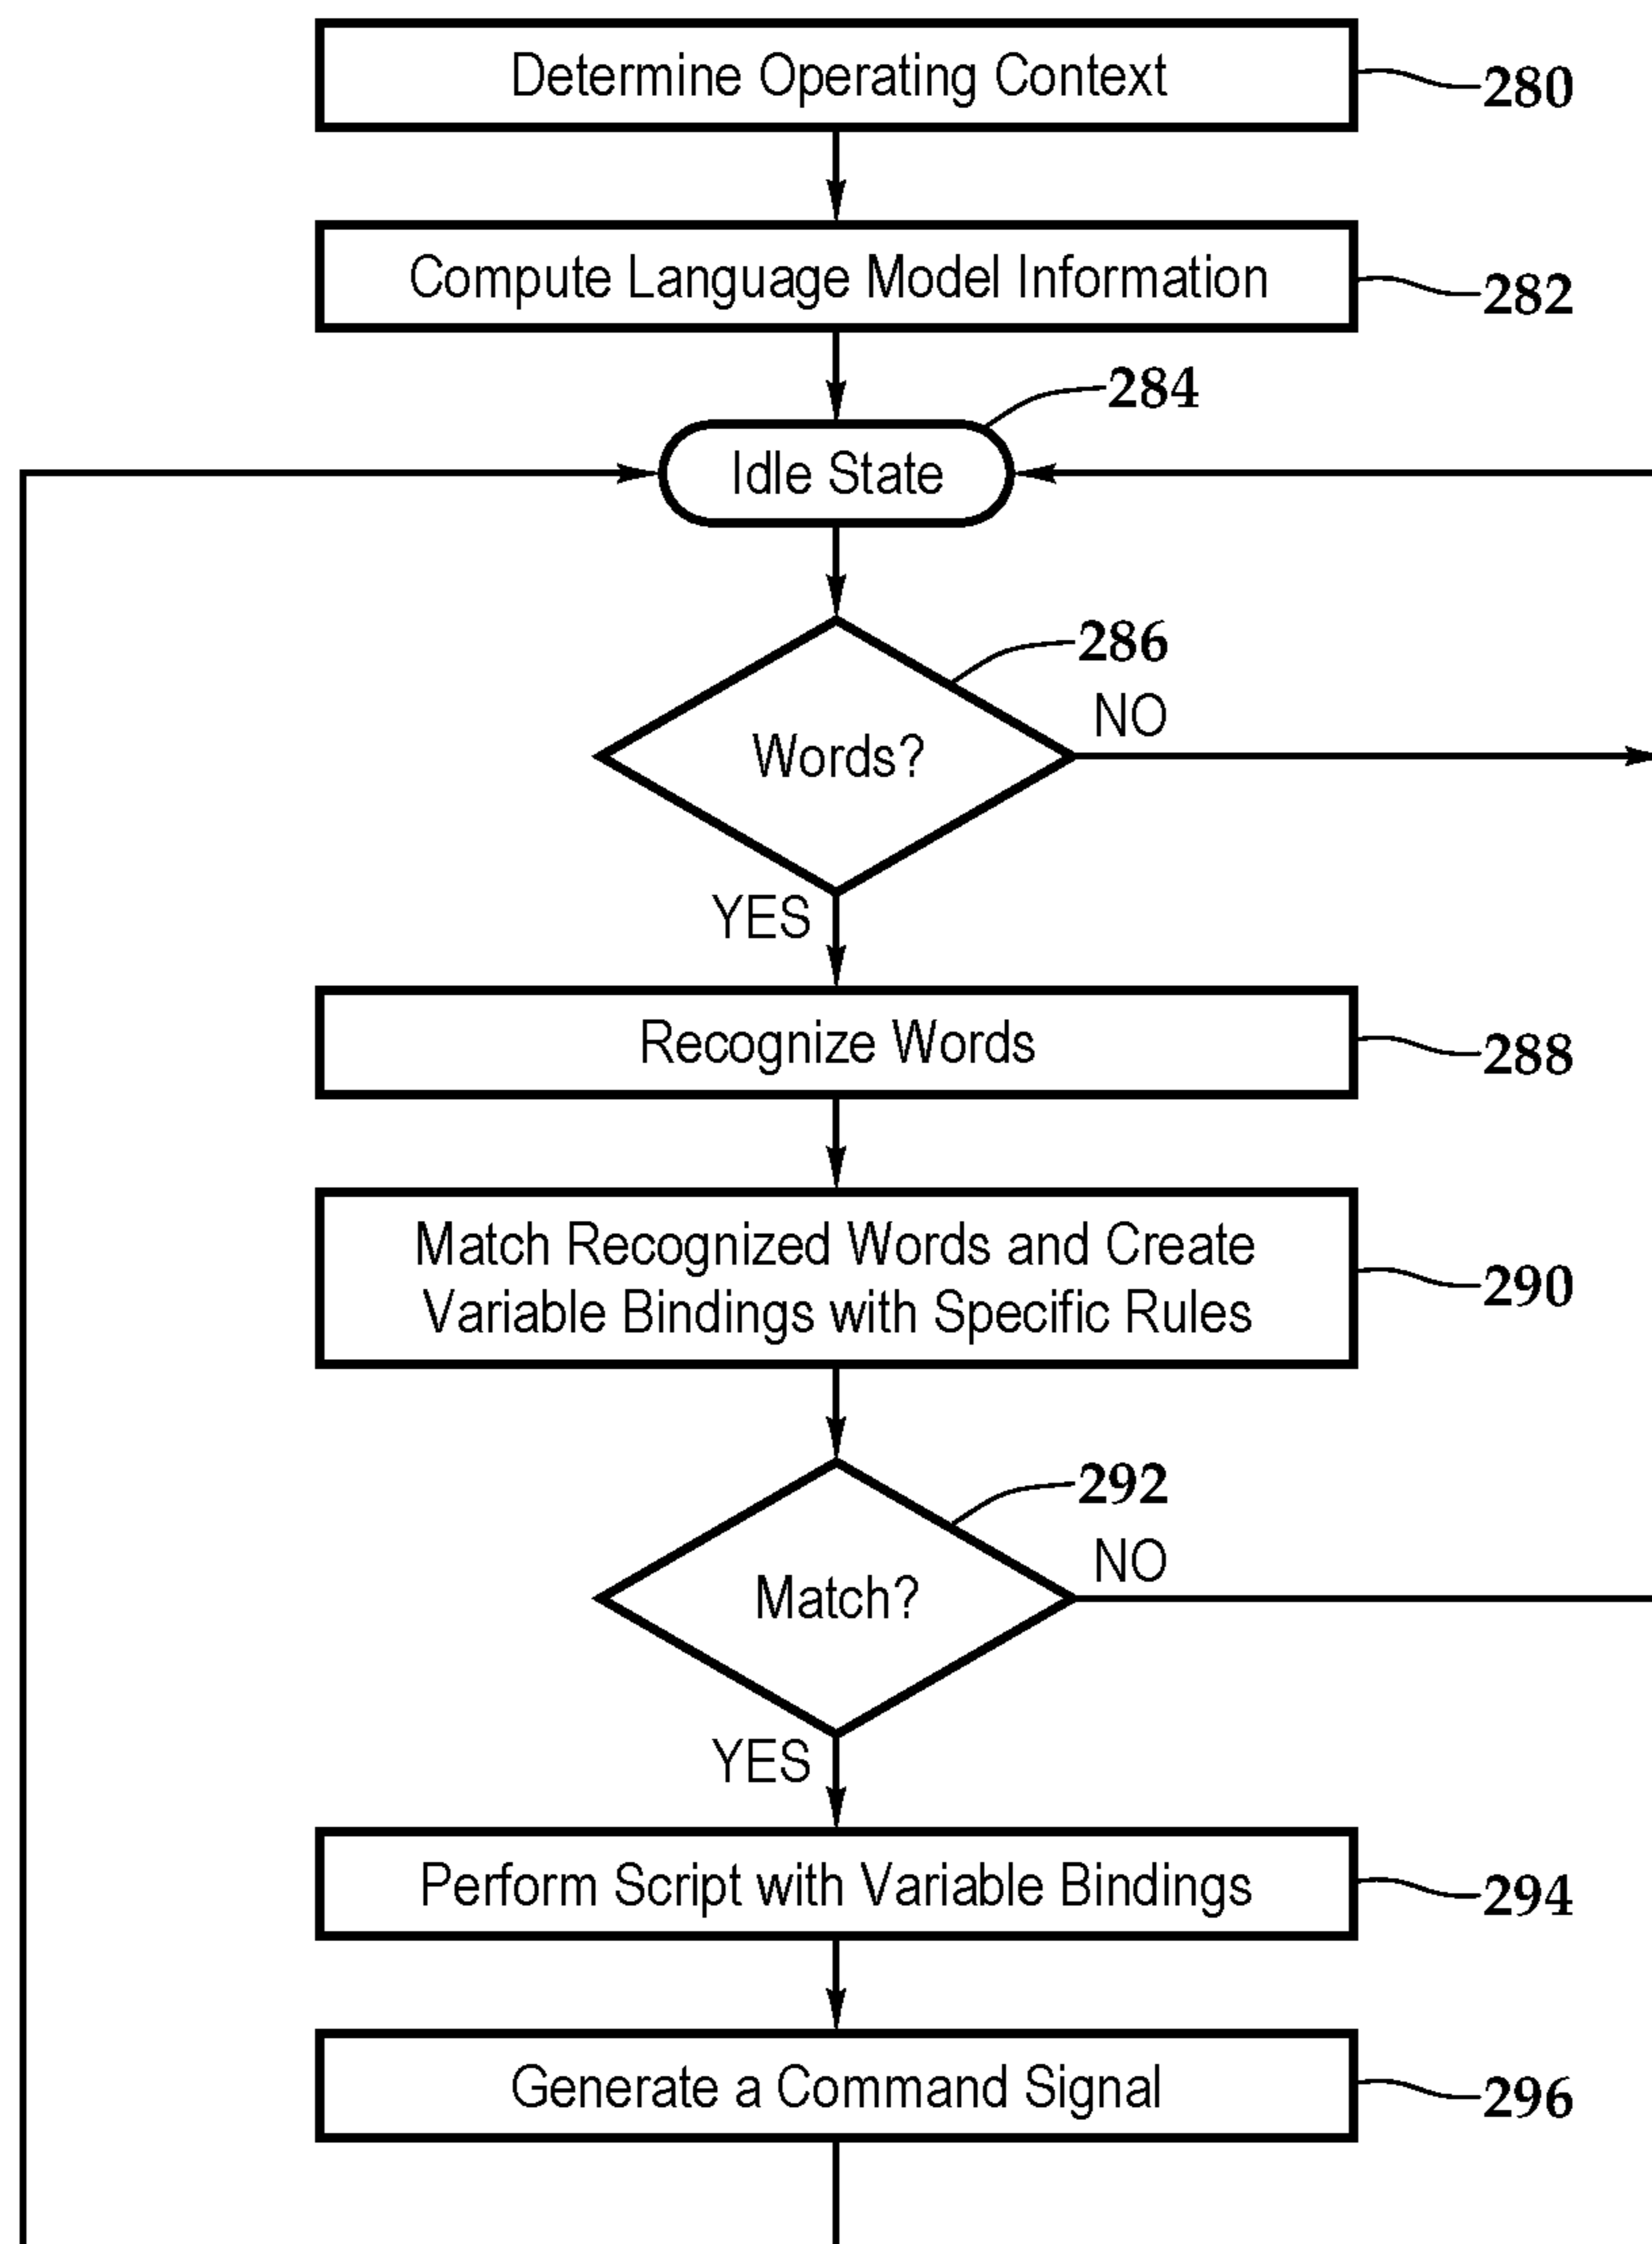 Determine Operating Context
280
Compute Language Model Information
282
284
Idle State
286
NO
Words?
YES
Recognize Words
288
Match Recognized Words and Create
Variable Bindings with Specific Rules
290
292
NO
Match?
YES
Perform Script with Variable Bindings
294
Generate a Command Signal
296